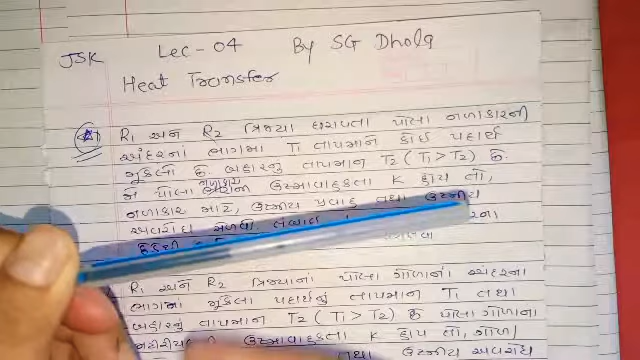 JSK Lec-04 By SG Dhola
Heat Transfer
R₁ અને R₂ ત્રિજ્યા ધરાવતા પોલા નળાકારની
અંદરનાં ભાગમાં T₁ તાપમાને કોઈ પદાર્થ
મૂકેલો છે. બહારનું તાપમાન T₂ (T₁ > T₂) છે.
જો પોલા નળાકાર ઉષ્માવાહકતા K હોય તો,
નળાકાર માટે, ઉષ્મીય પ્રવાહ તથા ઉષ્મીય
અવરોધ મેળવો.
R₁ અને R₂ ત્રિજ્યાનાં પોલા ગોળાનાં અંદરના
ભાગમાં મૂકેલા પદાર્થનું તાપમાન T₁ તથા
બહારનું તાપમાન T₂ (T₁ > T₂) છે પોલા ગોળાના
ઉષ્માવાહકતા K હોય તો, ગોળા
તથા ઉષ્મીય અવરોધ